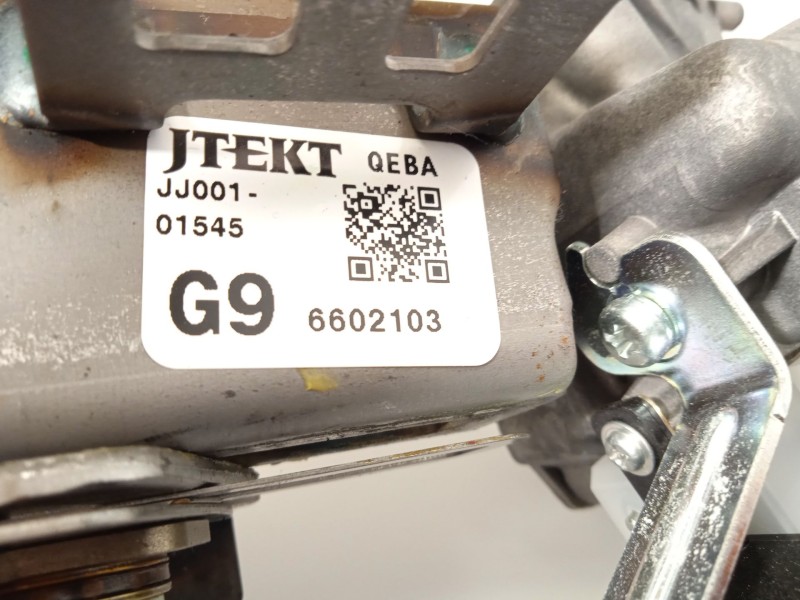 JTEKT QEBA
JJ001-
01545
G9 6602103